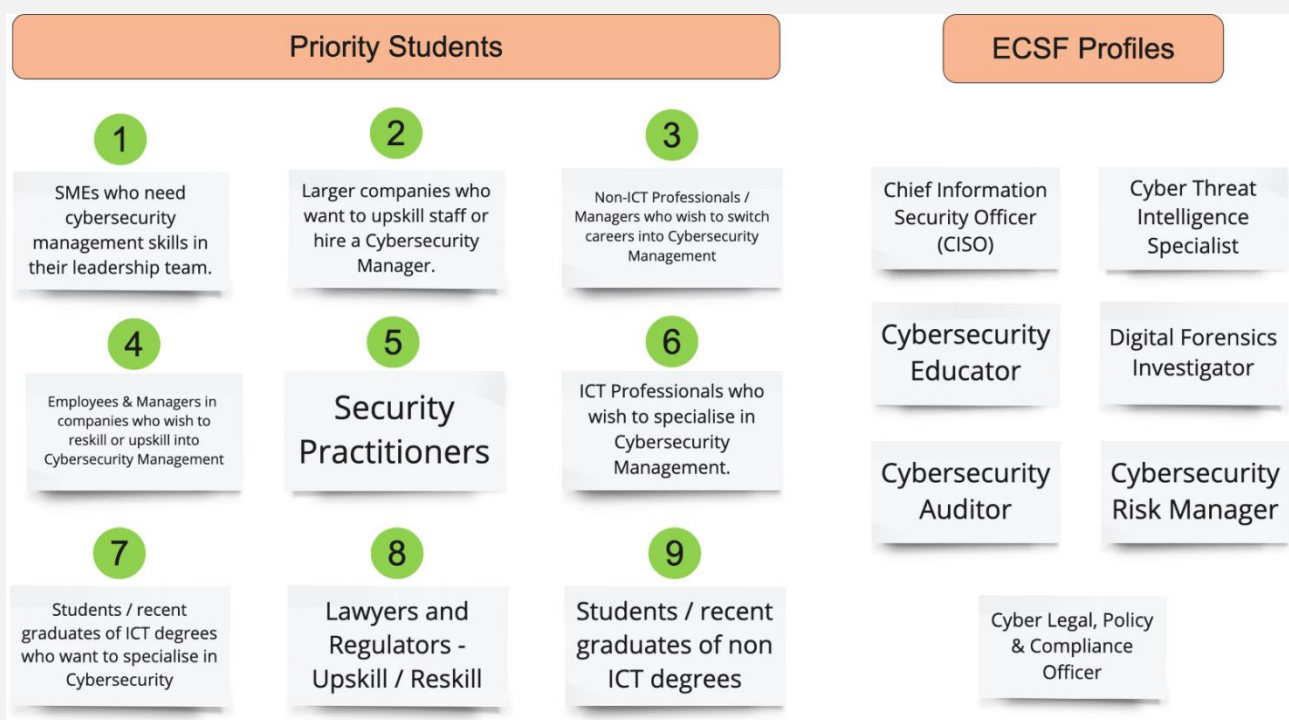 Priority Students
1
SMEs who need
cybersecurity
management skills in
their leadership team.
2
Larger companies who
want to upskill staff or
hire a Cybersecurity
Manager.
3
Non-ICT Professionals /
Managers who wish to switch
careers into Cybersecurity
Management
4
Employees & Managers in
companies who wish to
reskill or upskill into
Cybersecurity Management
5
Security
Practitioners
6
ICT Professionals who
wish to specialise in
Cybersecurity
Management.
7
Students / recent
graduates of ICT degrees
who want to specialise in
Cybersecurity
8
Lawyers and
Regulators -
Upskill / Reskill
9
Students / recent
graduates of non
ICT degrees
ECSF Profiles
Chief Information
Security Officer
(CISO)
Cyber Threat
Intelligence
Specialist
Cybersecurity
Educator
Digital Forensics
Investigator
Cybersecurity
Auditor
Cybersecurity
Risk Manager
Cyber Legal, Policy
& Compliance
Officer